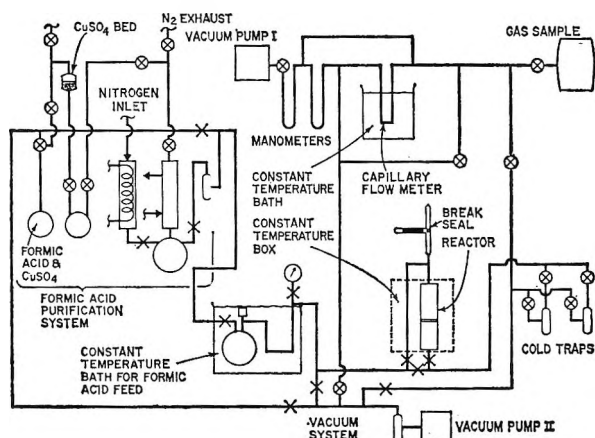 N₂ EXHAUST
CuSO₄ BED
VACUUM PUMP I
GAS SAMPLE
NITROGEN
INLET
MANOMETERS
CONSTANT
TEMPERATURE
BATH
CAPILLARY
FLOW METER
CONSTANT
TEMPERATURE
BOX
BREAK
SEAL
REACTOR
FORMIC
ACID &
CuSO₄
FORMIC ACID
PURIFICATION
SYSTEM
COLD TRAPS
CONSTANT
TEMPERATURE
BATH FOR FORMIC
ACID FEED
VACUUM
SYSTEM
VACUUM PUMP II